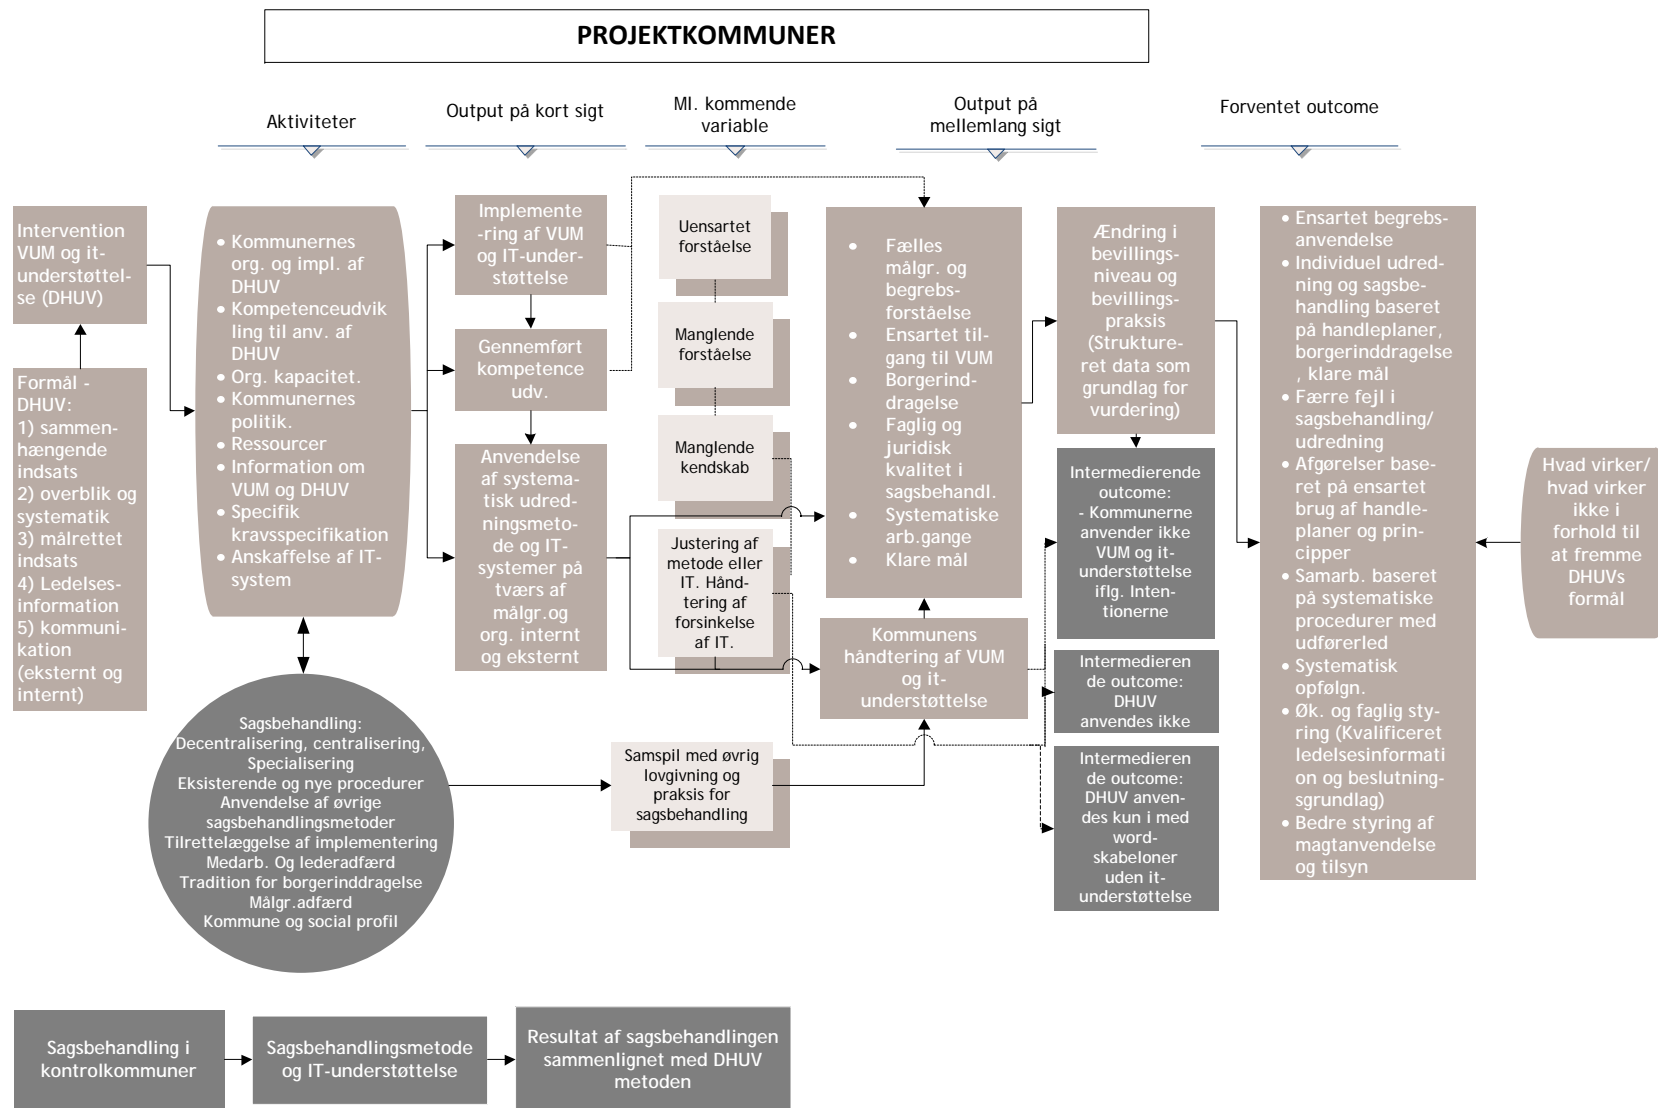 PROJEKTKOMMUNER
Aktiviteter
Output på kort sigt
MI. kommende
variable
Output på
mellemlang sigt
Forventet outcome
Intervention
VUM og it-
understøttel-
se (DHUV)
Formål -
DHUV:
1) sammen-
hængende
indsats
2) overblik og
systematik
3) målrettet
indsats
4) Ledelses-
information
5) kommuni-
kation
(eksternt og
internt)
• Kommunernes
org. og impl. af
DHUV
• Kompetenceudvik
ling til anv. af
DHUV
• Org. kapacitet.
• Kommunernes
politik.
• Ressourcer
• Information om
VUM og DHUV
• Specifik
kravsspecifikation
• Anskaffelse af IT-
system
Sagsbehandling:
Decentralisering, centralisering,
Specialisering
Eksisterende og nye procedurer
Anvendelse af øvrige
sagsbehandlingsmetoder
Tilrettelæggelse af implementering
Medarb. Og lederadfærd
Tradition for borgerinddragelse
Målgr.adfærd
Kommune og social profil
Implemente
-ring af VUM
og IT-under-
støttelse
Gennemført
kompetence
udv.
Anvendelse
af systema-
tisk udred-
ningsmeto-
de og IT-
systemer på
tværs af
målgr.og
org. internt
og eksternt
Uensartet
forståelse
Manglende
forståelse
Manglende
kendskab
Justering af
metode eller
IT. Hånd-
tering af
forsinkelse
af IT.
Samspil med øvrig
lovgivning og
praksis for
sagsbehandling
• Fælles
målgr. og
begrebs-
forståelse
• Ensartet til-
gang til VUM
• Borgerind-
dragelse
• Faglig og
juridisk
kvalitet i
sagsbehandl.
• Systematiske
arb.gange
• Klare mål
Kommunens
håndtering af VUM
og it-
understøttelse
Ændring i
bevillings-
niveau og
bevillings-
praksis
(Strukture-
ret data som
grundlag for
vurdering)
Intermedierende
outcome:
- Kommunerne
anvender ikke
VUM og it-
understøttelse
iflg. Inten-
tionerne
Intermedieren
de outcome:
DHUV
anvendes ikke
Intermedieren
de outcome:
DHUV anven-
des kun i med
word-
skabeloner
uden it-
understøttelse
• Ensartet begrebs-
anvendelse
• Individuel udred-
ning og sagsbe-
handling baseret
på handleplaner,
borgerinddragelse
, klare mål
• Færre fejl i
sagsbehandling/
udredning
• Afgørelser base-
ret på ensartet
brug af handle-
planer og prin-
cipper
• Samarb. baseret
på systematiske
procedurer med
udførerled
• Systematisk
opfølgn.
• Øk. og faglig sty-
ring (Kvalificeret
ledelsesinformati
on og beslutning-
sgrundlag)
• Bedre styring af
magtanvendelse
og tilsyn
Hvad virker/
hvad virker
ikke i
forhold til
at fremme
DHUVs
formål
Sagsbehandling i
kontrolkommuner
Sagsbehandlingsmetode
og IT-understøttelse
Resultat af sagsbehandlingen
sammenlignet med DHUV
metoden